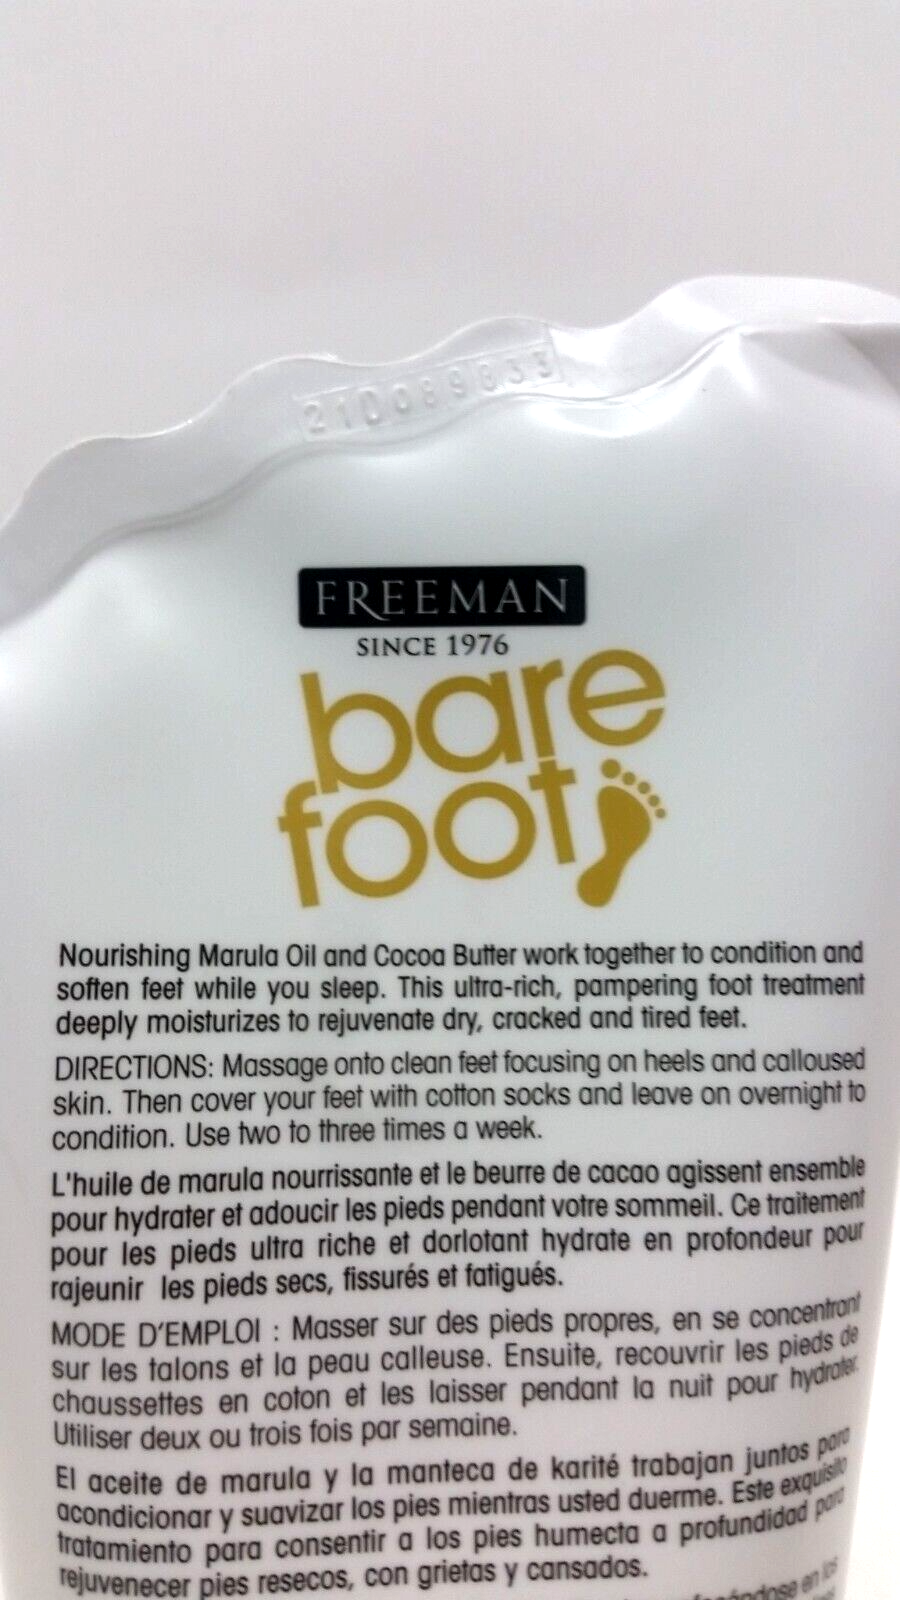 210089833
FREEMAN
SINCE 1976
bare
foot
Nourishing Marula Oil and Cocoa Butter work together to condition and
soften feet while you sleep. This ultra-rich, pampering foot treatment
deeply moisturizes to rejuvenate dry, cracked and tired feet.
DIRECTIONS: Massage onto clean feet focusing on heels and calloused
skin. Then cover your feet with cotton socks and leave on overnight to
condition. Use two to three times a week.
L'huile de marula nourrissante et le beurre de cacao agissent ensemble
pour hydrater et adoucir les pieds pendant votre sommeil. Ce traitement
pour les pieds ultra riche et dorlotant hydrate en profondeur pour
rajeunir les pieds secs, fissurés et fatigués.
MODE D'EMPLOI : Masser sur des pieds propres, en se concentrant
sur les talons et la peau calleuse. Ensuite, recouvrir les pieds de
chaussettes en coton et les laisser pendant la nuit pour hydrater.
Utiliser deux ou trois fois par semaine.
El aceite de marula y la manteca de karité trabajan juntos para
acondicionar y suavizar los pies mientras usted duerme. Este exquisito
tratamiento para consentir a los pies humecta a profundidad para
rejuvenecer pies resecos, con grietas y cansados.
en los